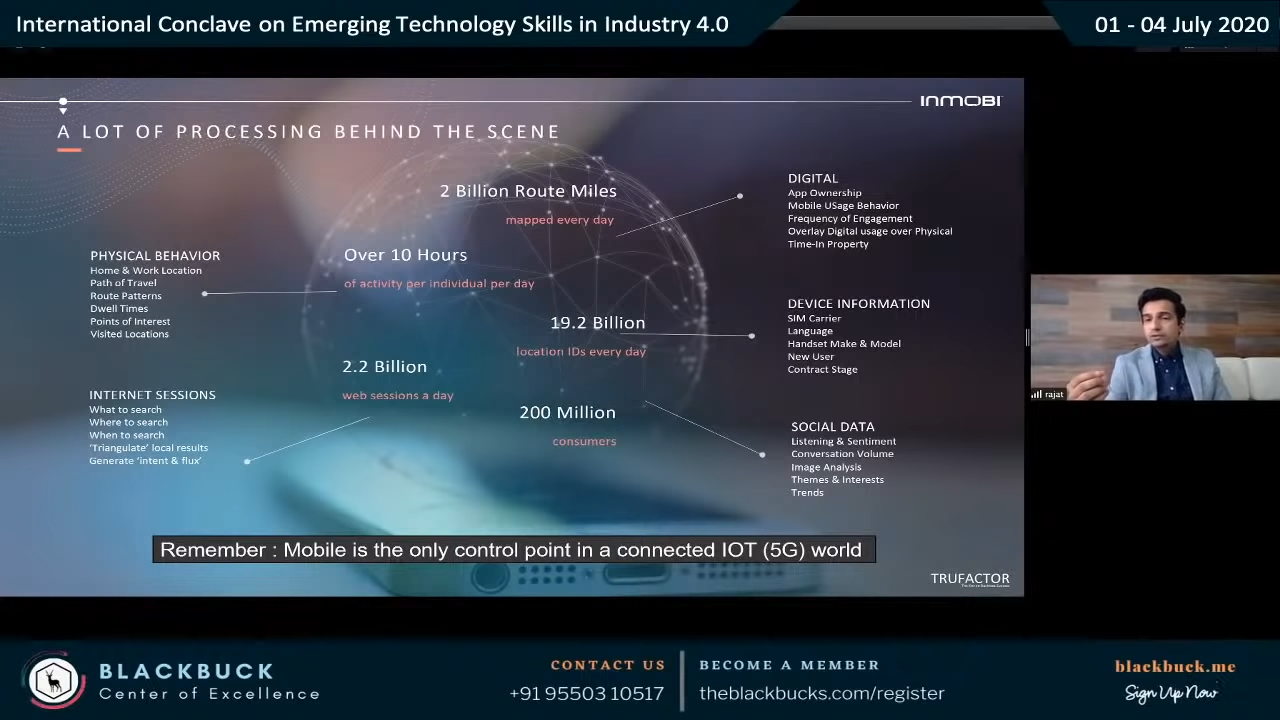 International Conclave on Emerging Technology Skills in Industry 4.0
01 - 04 July 2020
INMOBI
A LOT OF PROCESSING BEHIND THE SCENE
2 Billion Route Miles
mapped every day
Over 10 Hours
of activity per individual per day
19.2 Billion
location IDs every day
2.2 Billion
web sessions a day
200 Million
consumers
PHYSICAL BEHAVIOR
Home & Work Location
Path of Travel
Route Patterns
Dwell Times
Points of Interest
Visited Locations
INTERNET SESSIONS
What to search
Where to search
When to search
'Triangulate' local results
Generate 'intent & flux'
DIGITAL
App Ownership
Mobile USage Behavior
Frequency of Engagement
Overlay Digital usage over Physical
Time-In Property
DEVICE INFORMATION
SIM Carrier
Language
Handset Make & Model
New User
Contract Stage
SOCIAL DATA
Listening & Sentiment
Conversation Volume
Image Analysis
Themes & Interests
Trends
rajat
Remember : Mobile is the only control point in a connected IOT (5G) world
TRUFACTOR
BLACKBUCK
Center of Excellence
CONTACT US
+91 95503 10517
BECOME A MEMBER
theblackbucks.com/register
blackbuck.me
Sign Up Now